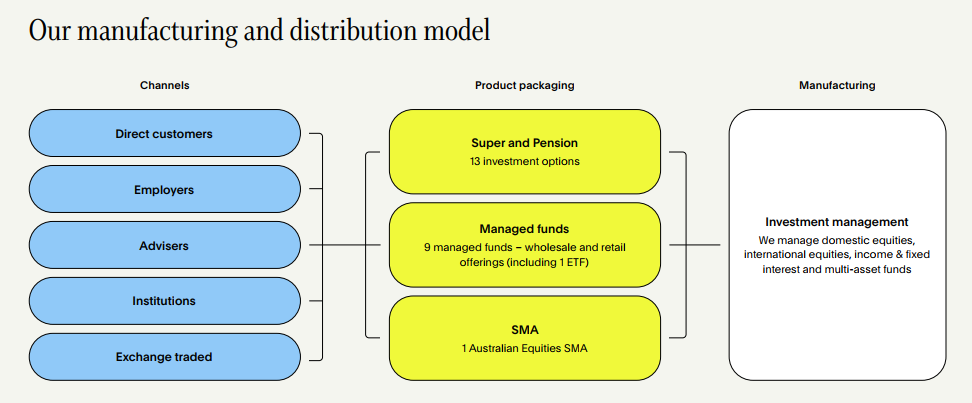 Our manufacturing and distribution model
Channels
Direct customers
Employers
Advisers
Institutions
Exchange traded
Product packaging
Super and Pension
13 investment options
Managed funds
9 managed funds – wholesale and retail
offerings (including 1 ETF)
SMA
1 Australian Equities SMA
Manufacturing
Investment management
We manage domestic equities,
international equities, income & fixed
interest and multi-asset funds